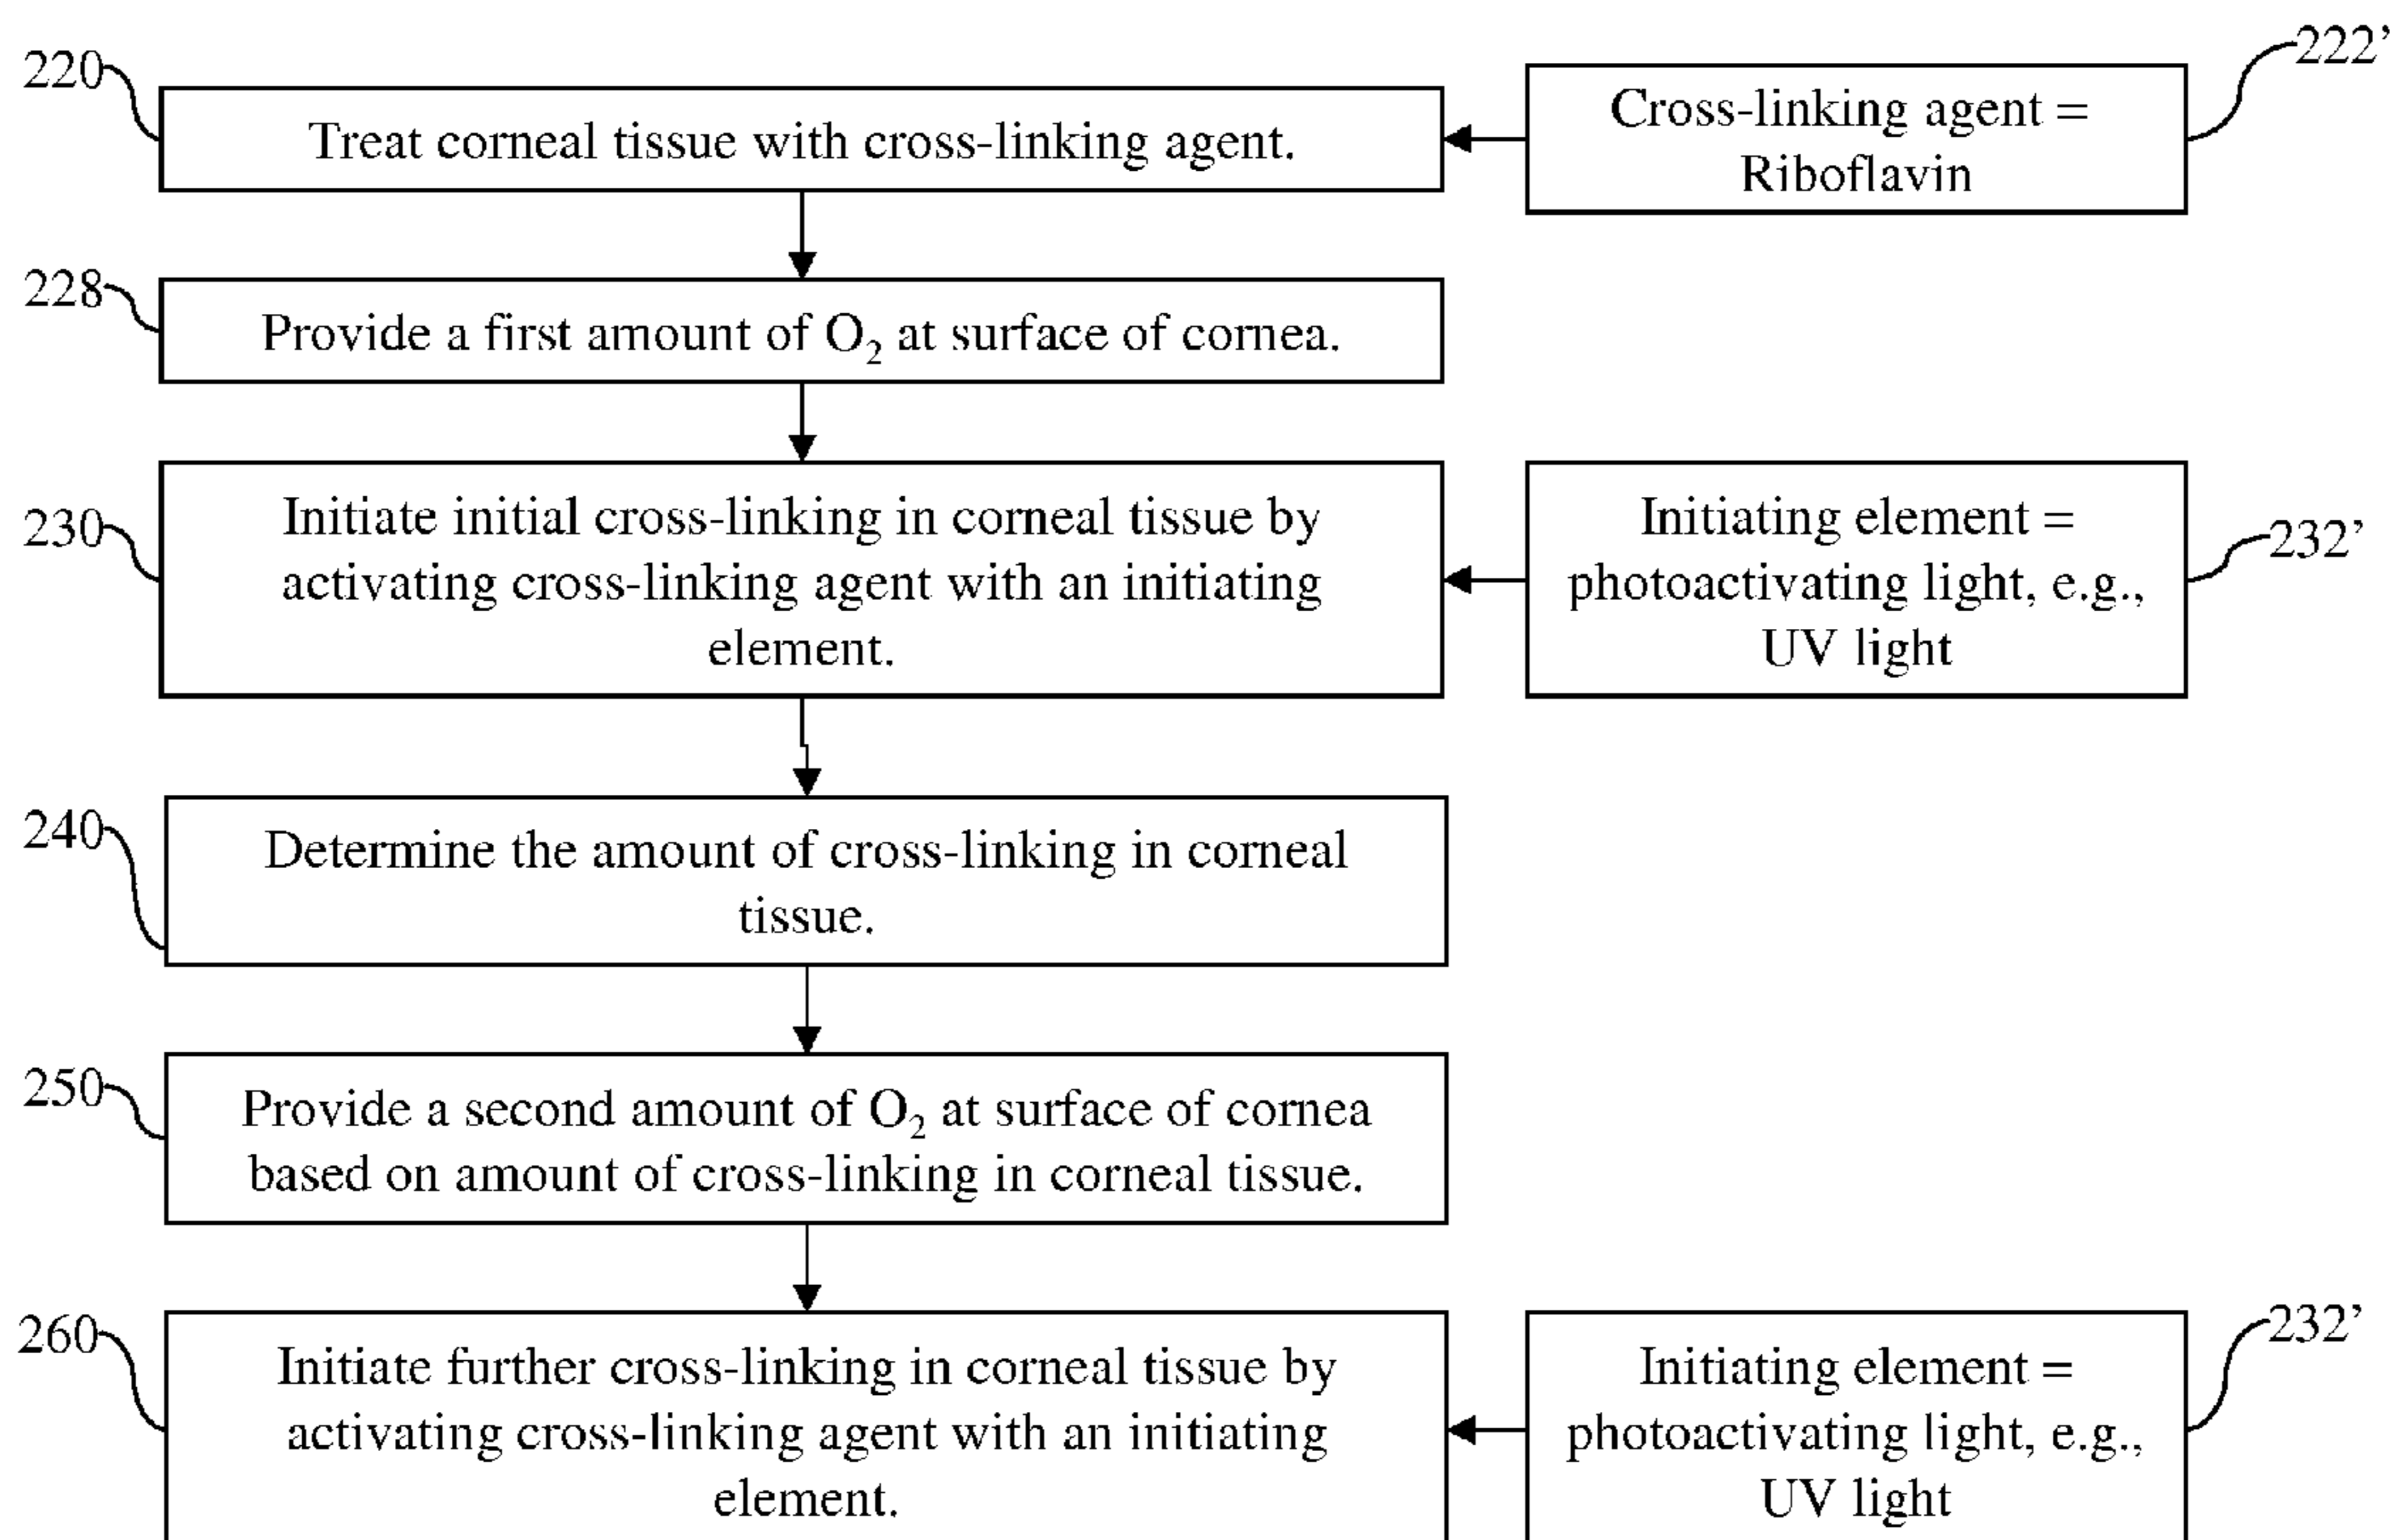 220
Treat corneal tissue with cross-linking agent.
Cross-linking agent =
Riboflavin
222’
228
Provide a first amount of O₂ at surface of cornea.
230
Initiate initial cross-linking in corneal tissue by
activating cross-linking agent with an initiating
element.
Initiating element =
photoactivating light, e.g.,
UV light
232’
240
Determine the amount of cross-linking in corneal
tissue.
250
Provide a second amount of O₂ at surface of cornea
based on amount of cross-linking in corneal tissue.
260
Initiate further cross-linking in corneal tissue by
activating cross-linking agent with an initiating
element.
Initiating element =
photoactivating light, e.g.,
UV light
232’